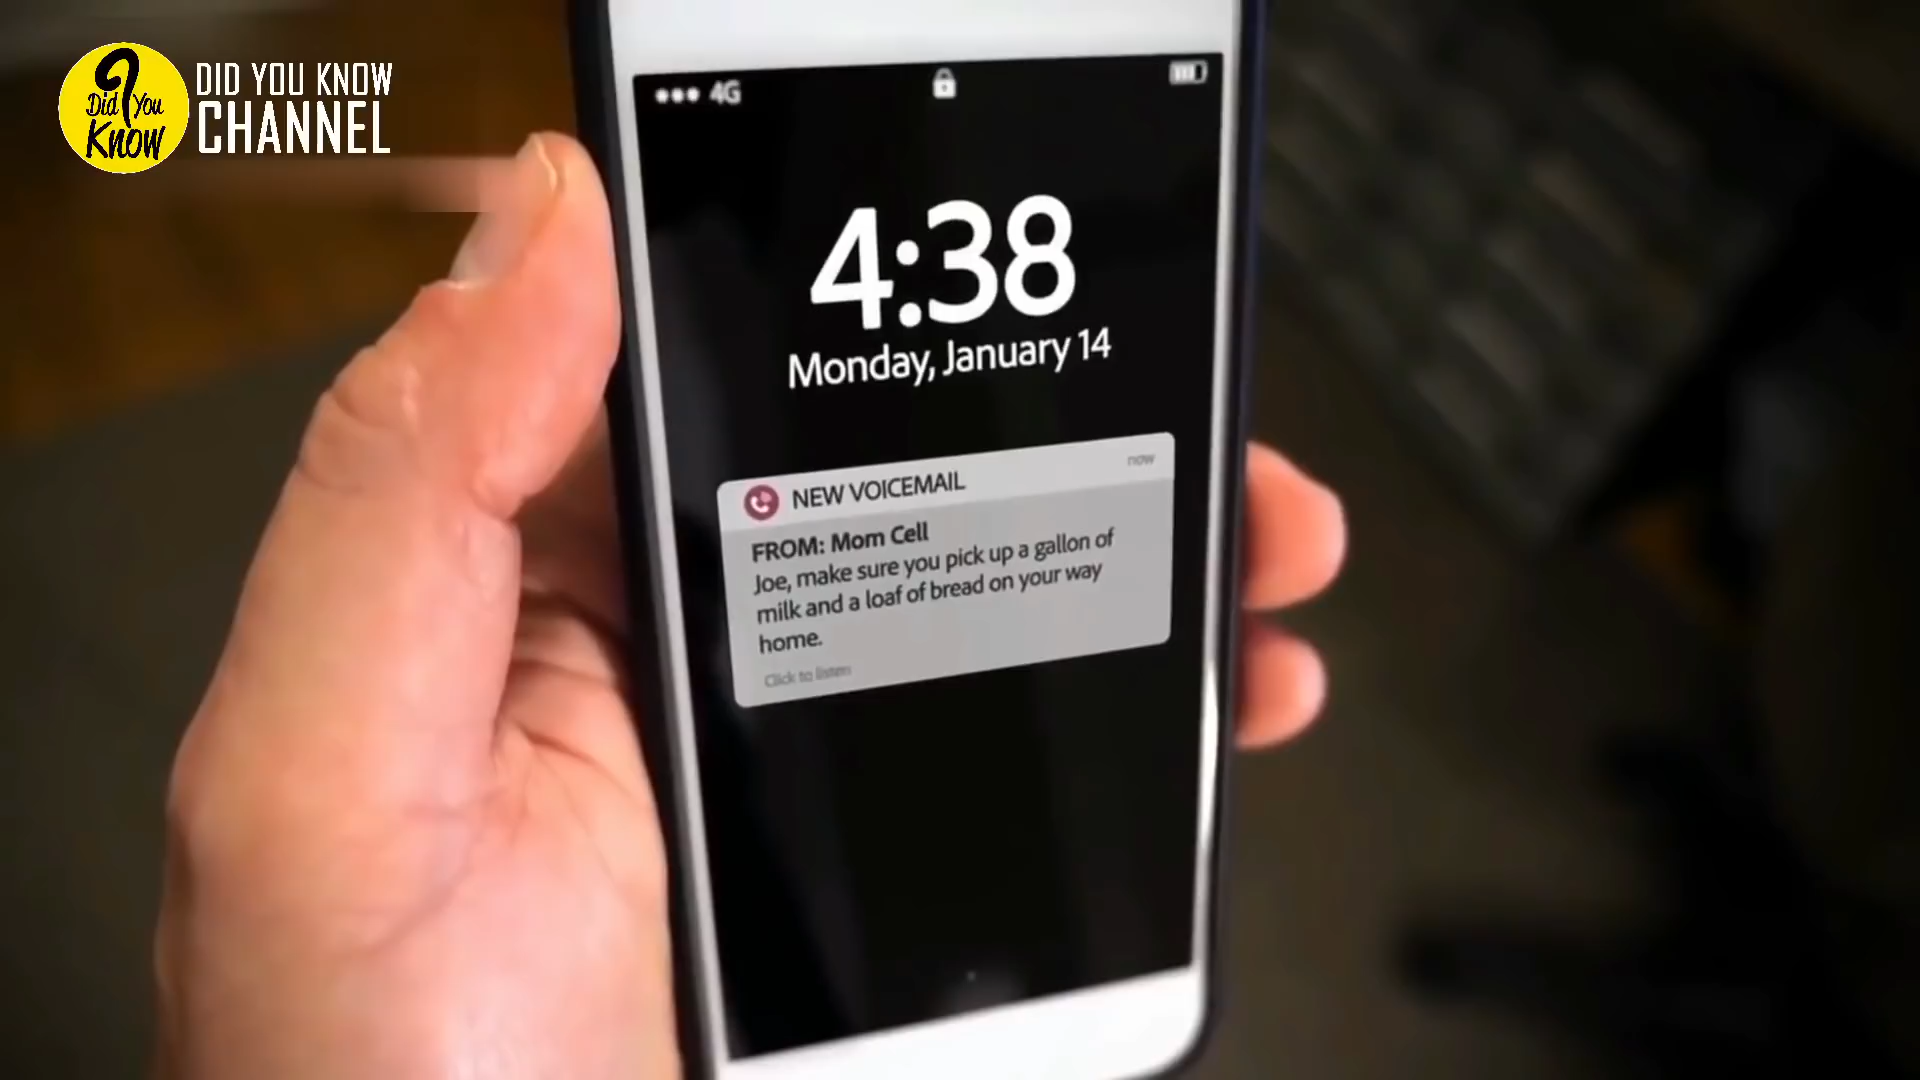 Did You
Know
DID YOU KNOW
CHANNEL
4G
4:38
Monday, January 14
NEW VOICEMAIL
now
FROM: Mom Cell
Joe, make sure you pick up a gallon of
milk and a loaf of bread on your way
home.
Click to listen